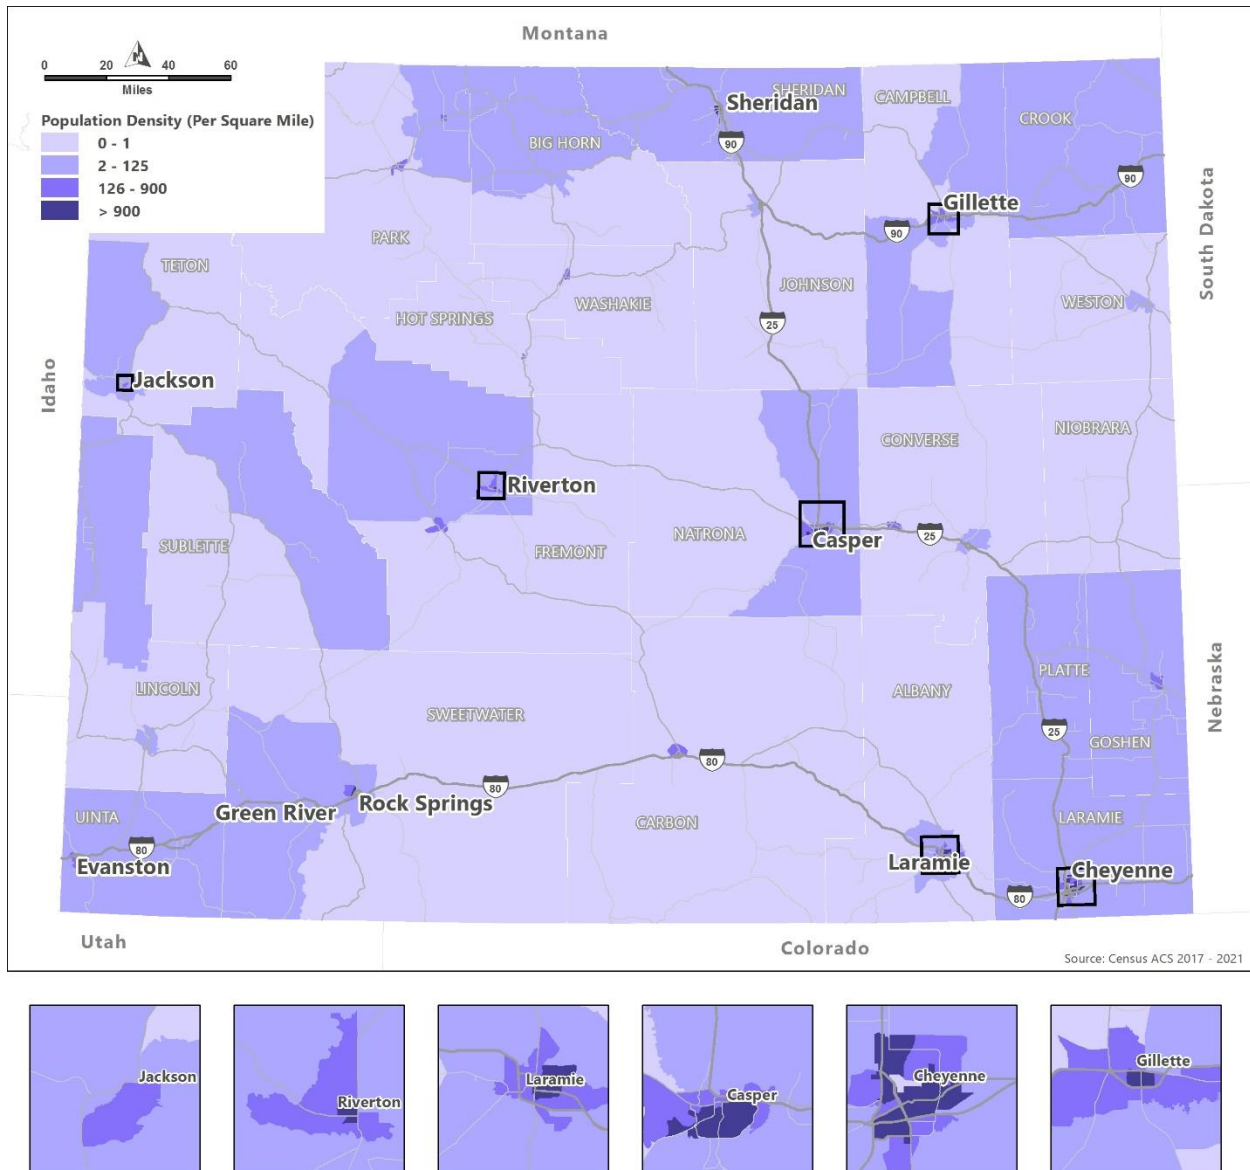 Montana
N
0 20 40 60
Miles
Population Density (Per Square Mile)
0 - 1
2 - 125
126 - 900
> 900
Sheridan
SHERIDAN
CAMPBELL
CROOK
BIG HORN
90
90
Gillette
90
South Dakota
PARK
TETON
JOHNSON
WASHAKIE
HOT SPRINGS
WESTON
25
Idaho
Jackson
NIOBRARA
CONVERSE
Riverton
NATRONA
Casper
25
SUBLETTE
FREMONT
PLATTE
Nebraska
LINCOLN
ALBANY
SWEETWATER
25
GOSHEN
80
80
Rock Springs
Green River
UINTA
CARBON
LARAMIE
80
Evanston
Laramie
Cheyenne
80
Utah
Colorado
Source: Census ACS 2017 - 2021
Jackson
Riverton
Laramie
Casper
Cheyenne
Gillette